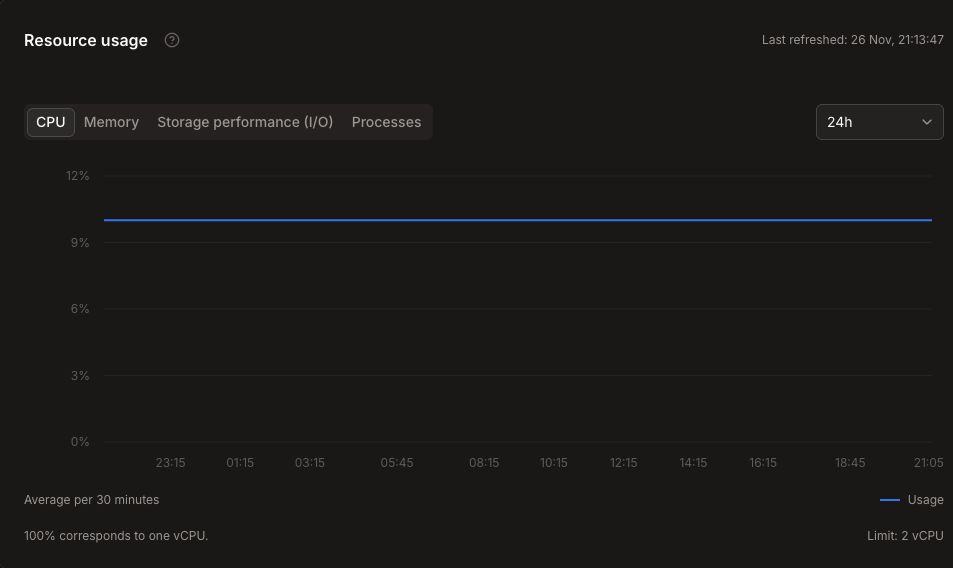 Resource usage
Last refreshed: 26 Nov, 21:13:47
CPU Memory Storage performance (I/O) Processes
24h
12%
9%
6%
3%
0%
23:15 01:15 03:15 05:45 08:15 10:15 12:15 14:15 16:15 18:45 21:05
Average per 30 minutes
Usage
100% corresponds to one vCPU.
Limit: 2 vCPU